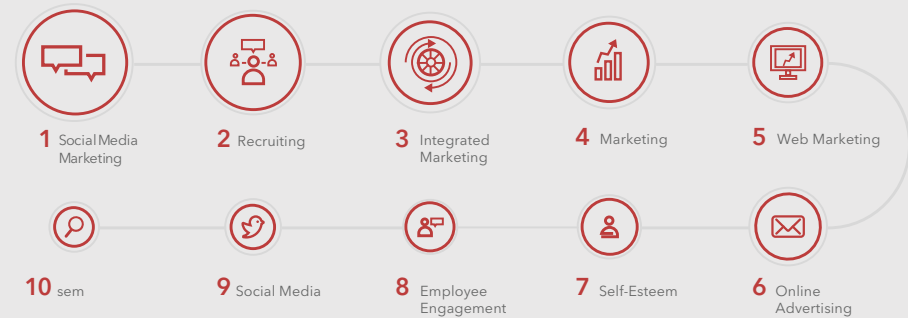 1 Social Media
Marketing
2 Recruiting
3 Integrated
Marketing
4 Marketing
5 Web Marketing
10 sem
9 Social Media
8 Employee
Engagement
7 Self-Esteem
6 Online
Advertising